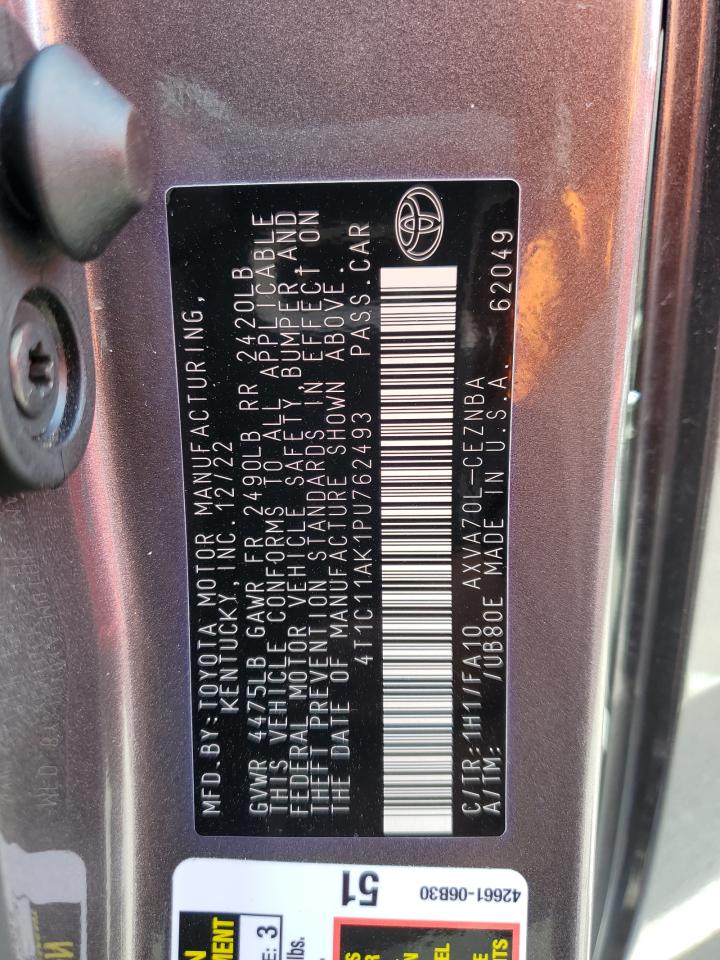 MFD.BY:TOYOTA MOTOR MANUFACTURING,
KENTUCKY, INC. 12/22
GVWR 4475LB GAWR FR 2490LB RR 2420LB
THIS VEHICLE CONFORMS TO ALL APPLICABLE
FEDERAL MOTOR VEHICLE SAFETY, BUMPER, AND
THEFT PREVENTION STANDARDS IN EFFECT ON
THE DATE OF MANUFACTURE SHOWN ABOVE.
4T1C11AK1PU762493 PASS.CAR
C/TR: 1H1/FA10 AXVA70L-CEZNBA
A/TM: /UB80E MADE IN U.S.A. 62049
51
42661-06B30
3
lbs.